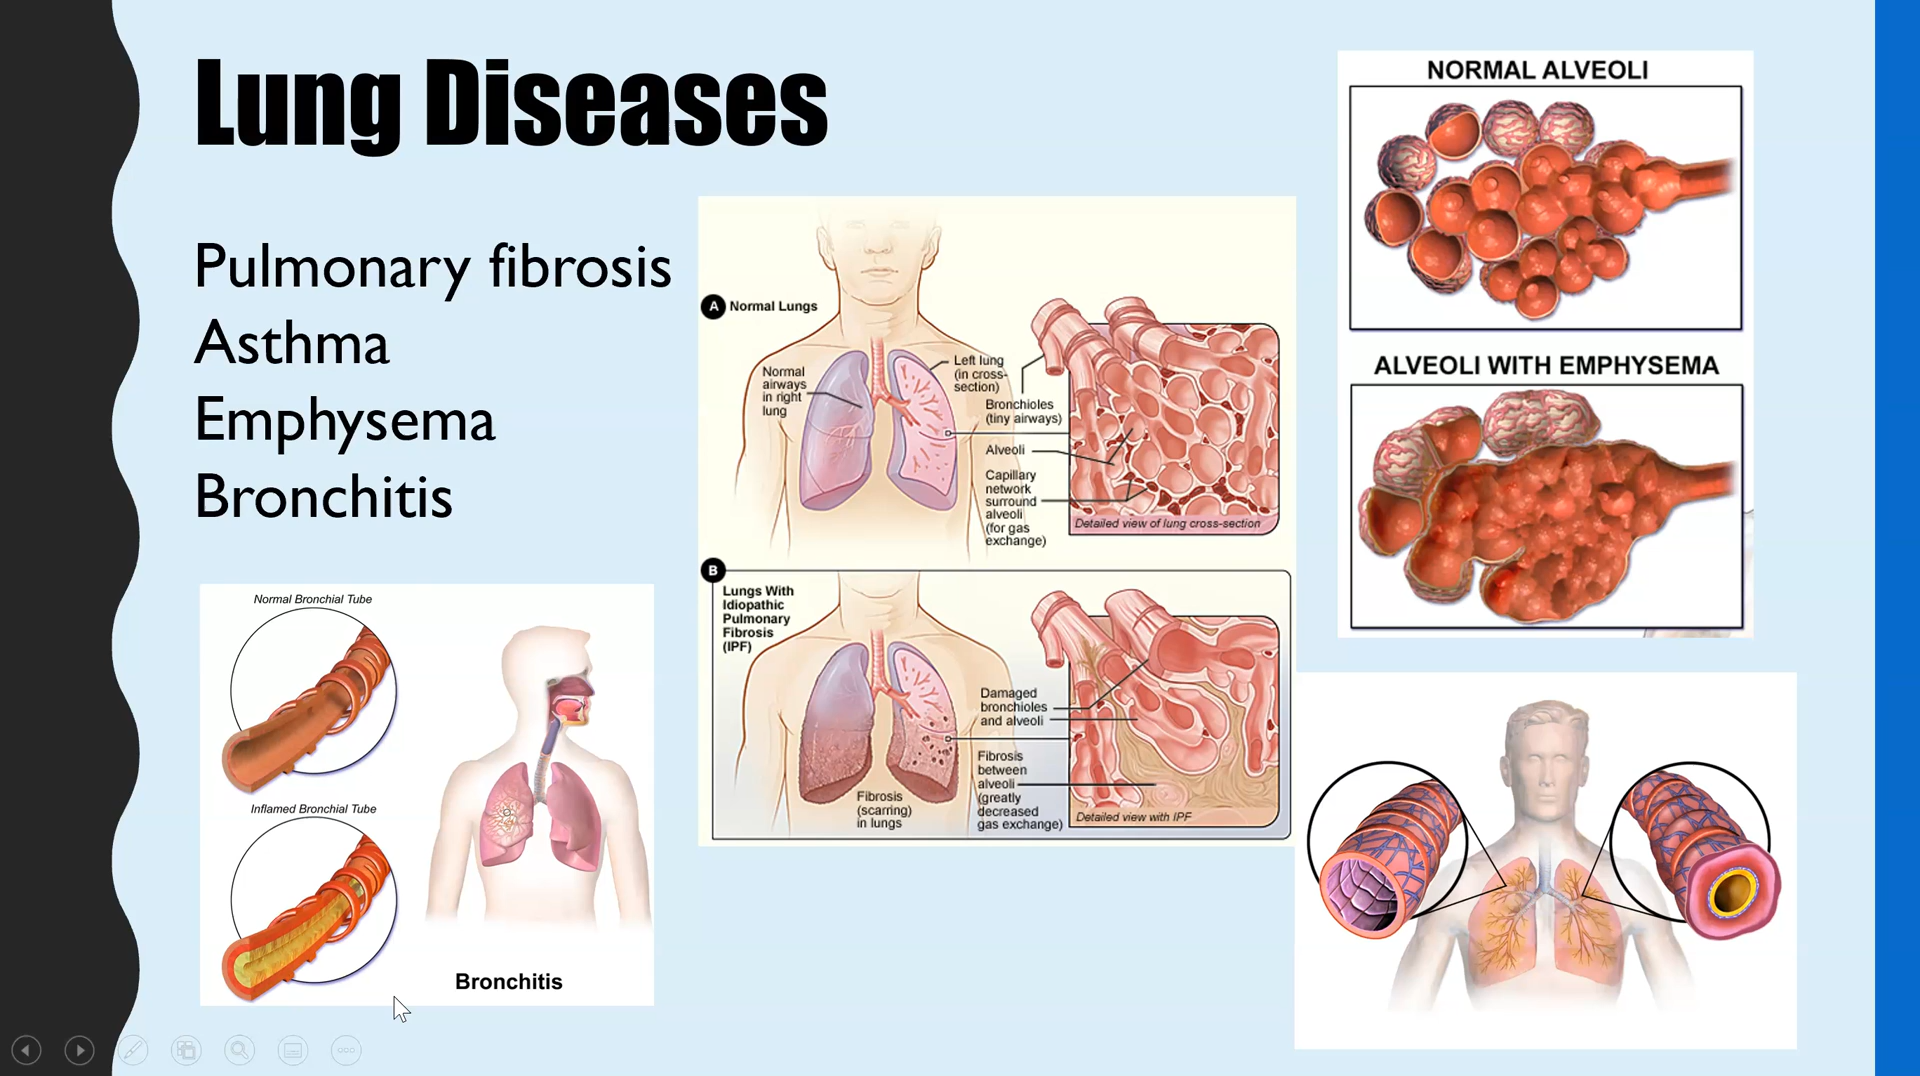 Lung Diseases
Pulmonary fibrosis
Asthma
Emphysema
Bronchitis
Normal Bronchial Tube
Inflamed Bronchial Tube
Bronchitis
A Normal Lungs
Normal
airways
in right
lung
Left lung
(in cross-
section)
Bronchioles
(tiny airways)
Alveoli
Capillary
network
surround
alveoli
(for gas
exchange)
Detailed view of lung cross-section
B
Lungs With
Idiopathic
Pulmonary
Fibrosis
(IPF)
Damaged
bronchioles
and alveoli
Fibrosis
between
alveoli
(greatly
decreased
gas exchange)
Fibrosis
(scarring)
in lungs
Detailed view with IPF
NORMAL ALVEOLI
ALVEOLI WITH EMPHYSEMA